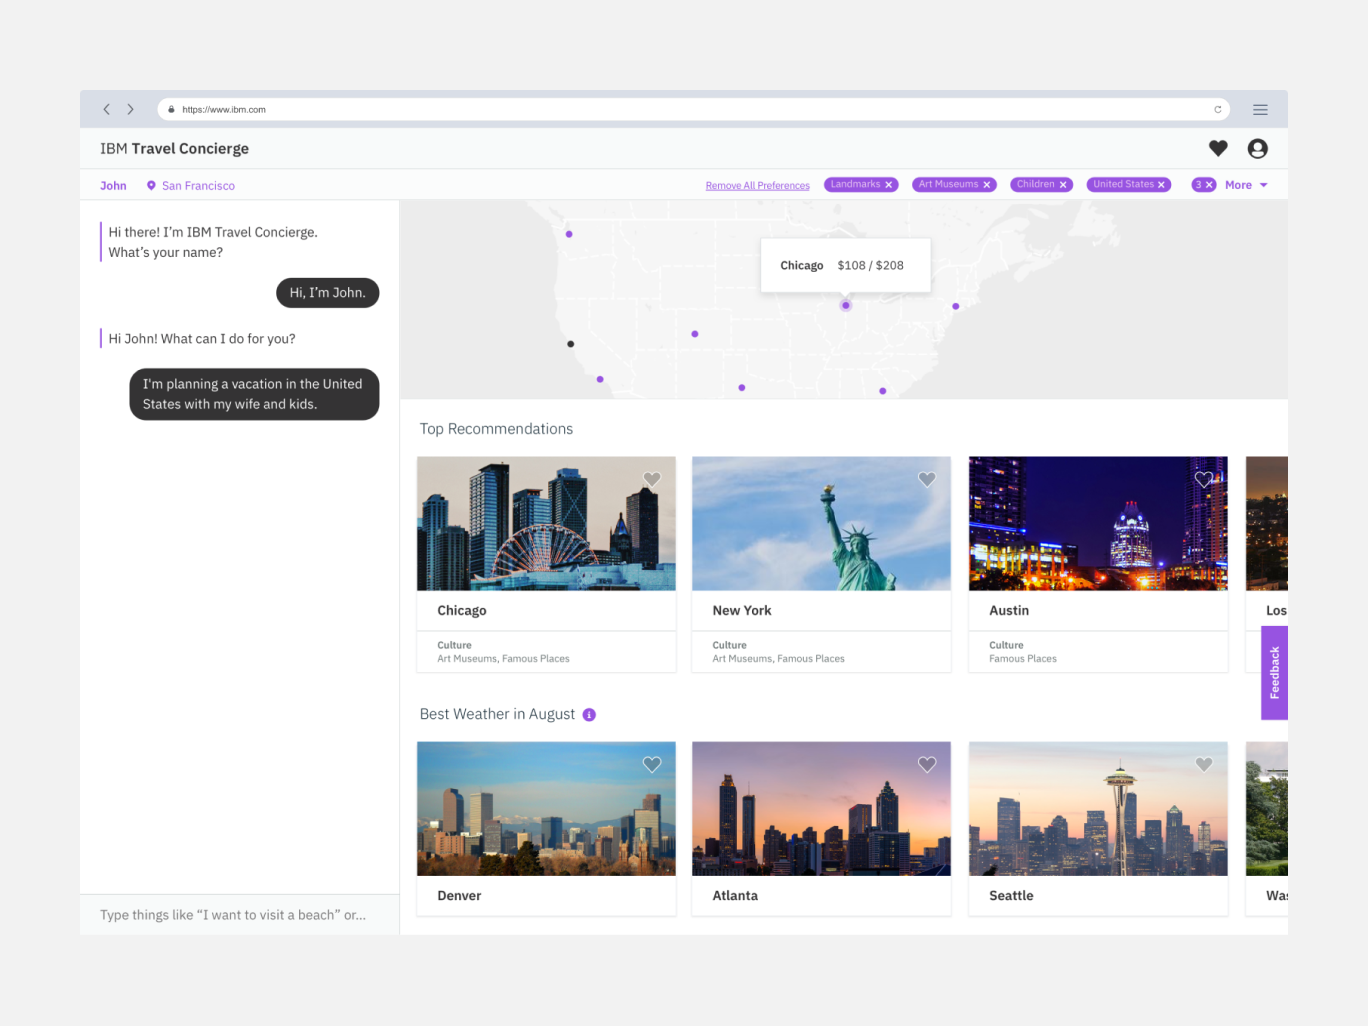 https://www.ibm.com
IBM Travel Concierge
John
San Francisco
Remove All Preferences
Landmarks
Art Museums
Children
United States
3
More
Hi there! I’m IBM Travel Concierge.
What’s your name?
Hi, I’m John.
Hi John! What can I do for you?
I'm planning a vacation in the United
States with my wife and kids.
Type things like “I want to visit a beach” or...
Chicago $108 / $208
Top Recommendations
Chicago
Culture
Art Museums, Famous Places
New York
Culture
Art Museums, Famous Places
Austin
Culture
Famous Places
Los
Feedback
Best Weather in August
Denver
Atlanta
Seattle
Was